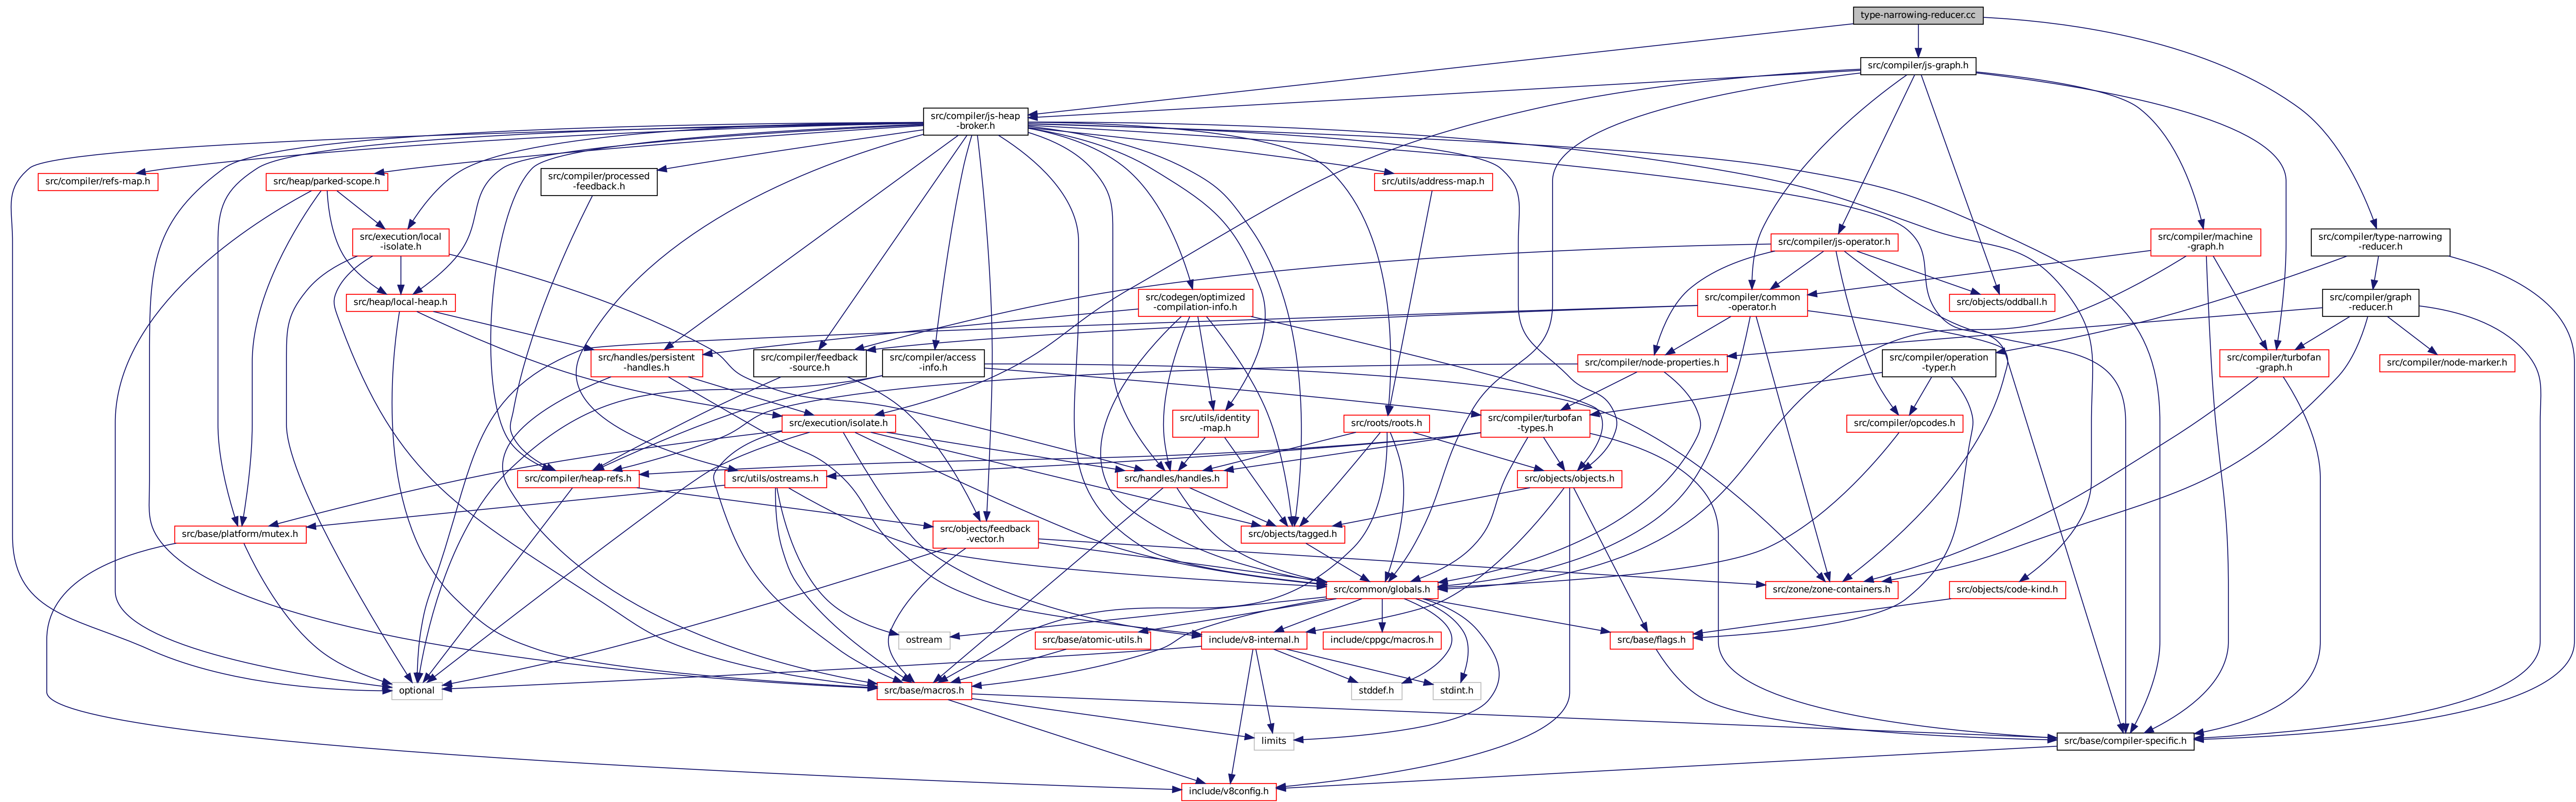 type-narrowing-reducer.cc
src/compiler/js-graph.h
src/compiler/js-heap
-broker.h
src/compiler/refs-map.h
src/heap/parked-scope.h
src/compiler/processed
-feedback.h
src/utils/address-map.h
src/execution/local
-isolate.h
src/compiler/js-operator.h
src/compiler/machine
-graph.h
src/compiler/type-narrowing
-reducer.h
src/heap/local-heap.h
src/codegen/optimized
-compilation-info.h
src/compiler/common
-operator.h
src/objects/oddball.h
src/compiler/graph
-reducer.h
src/handles/persistent
-handles.h
src/compiler/feedback
-source.h
src/compiler/access
-info.h
src/compiler/node-properties.h
src/compiler/operation
-typer.h
src/compiler/turbofan
-graph.h
src/compiler/node-marker.h
src/execution/isolate.h
src/utils/identity
-map.h
src/roots/roots.h
src/compiler/turbofan
-types.h
src/compiler/opcodes.h
src/compiler/heap-refs.h
src/utils/ostreams.h
src/handles/handles.h
src/objects/objects.h
src/base/platform/mutex.h
src/objects/feedback
-vector.h
src/objects/tagged.h
src/common/globals.h
src/zone/zone-containers.h
src/objects/code-kind.h
ostream
src/base/atomic-utils.h
include/v8-internal.h
include/cppgc/macros.h
src/base/flags.h
optional
src/base/macros.h
stddef.h
stdint.h
limits
src/base/compiler-specific.h
include/v8config.h